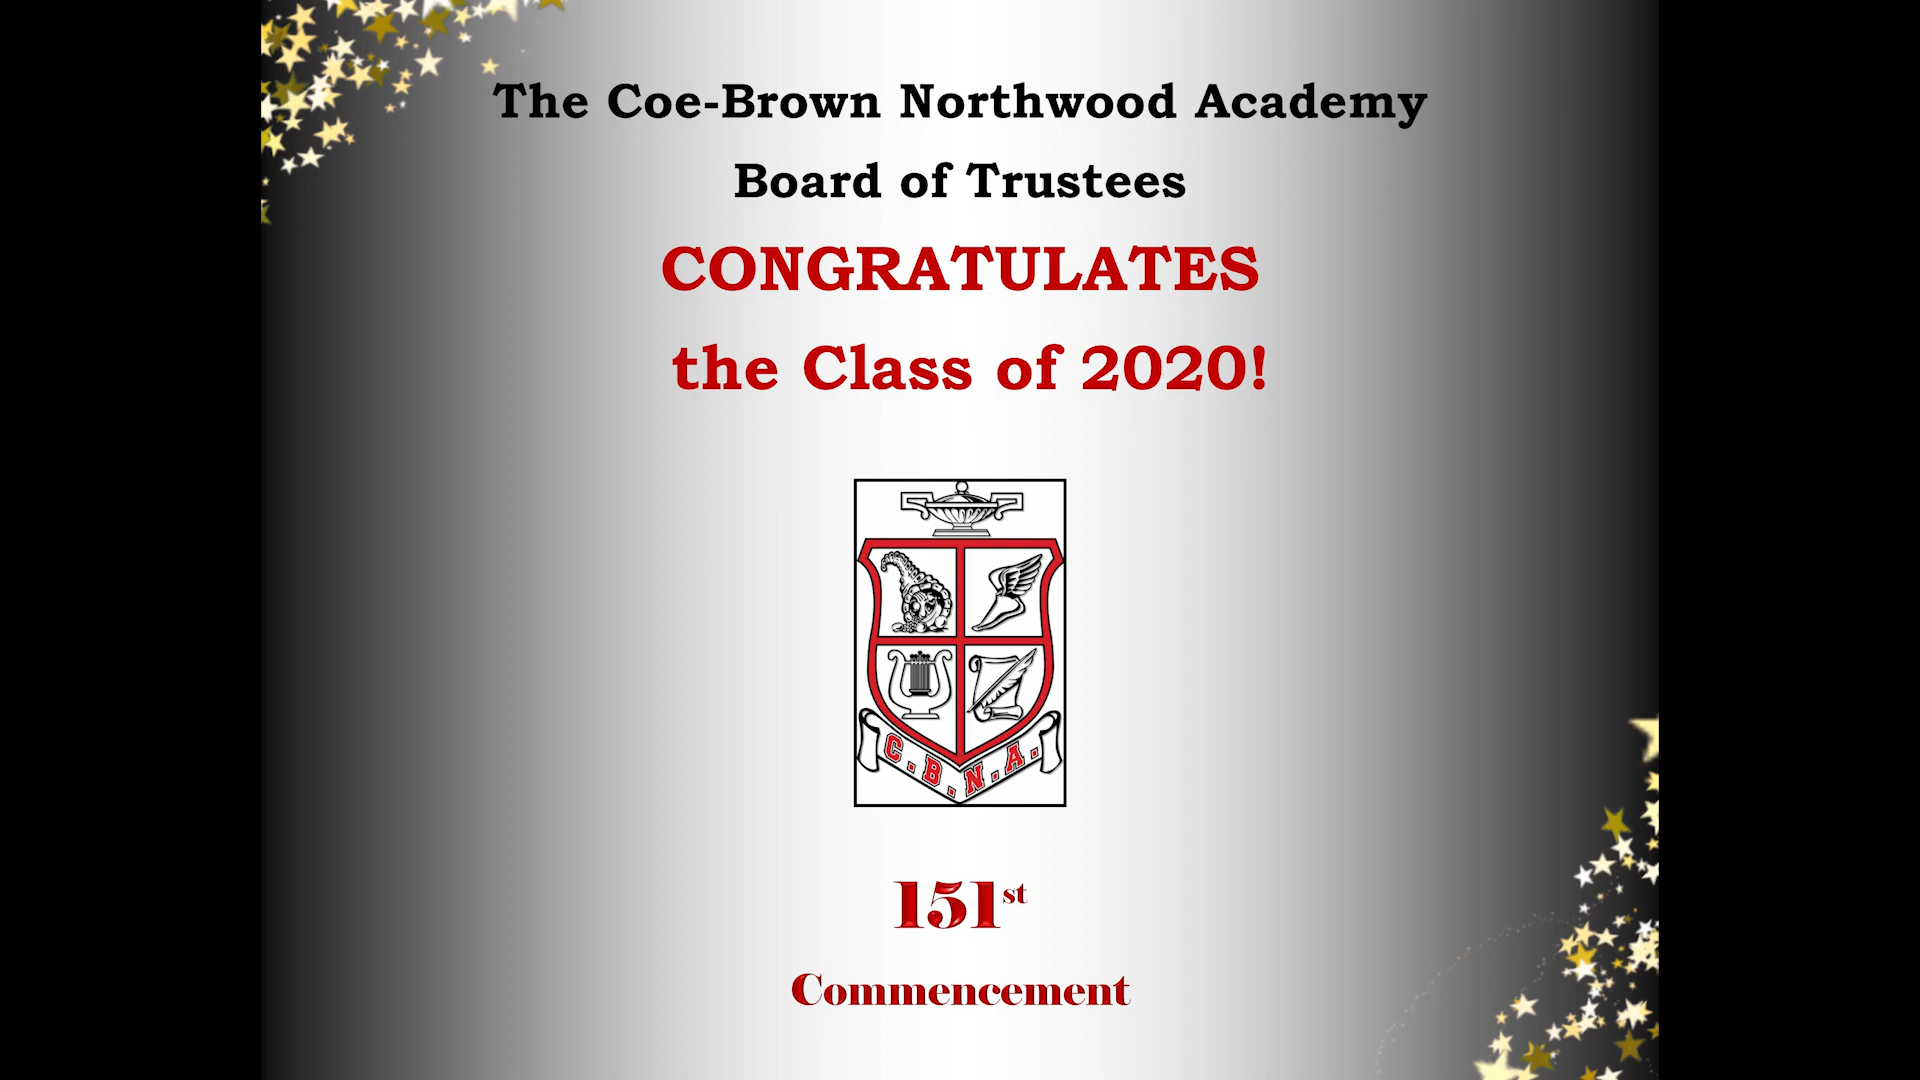 The Coe-Brown Northwood Academy
Board of Trustees
CONGRATULATES
the Class of 2020!
C.B.N.A.
151st
Commencement